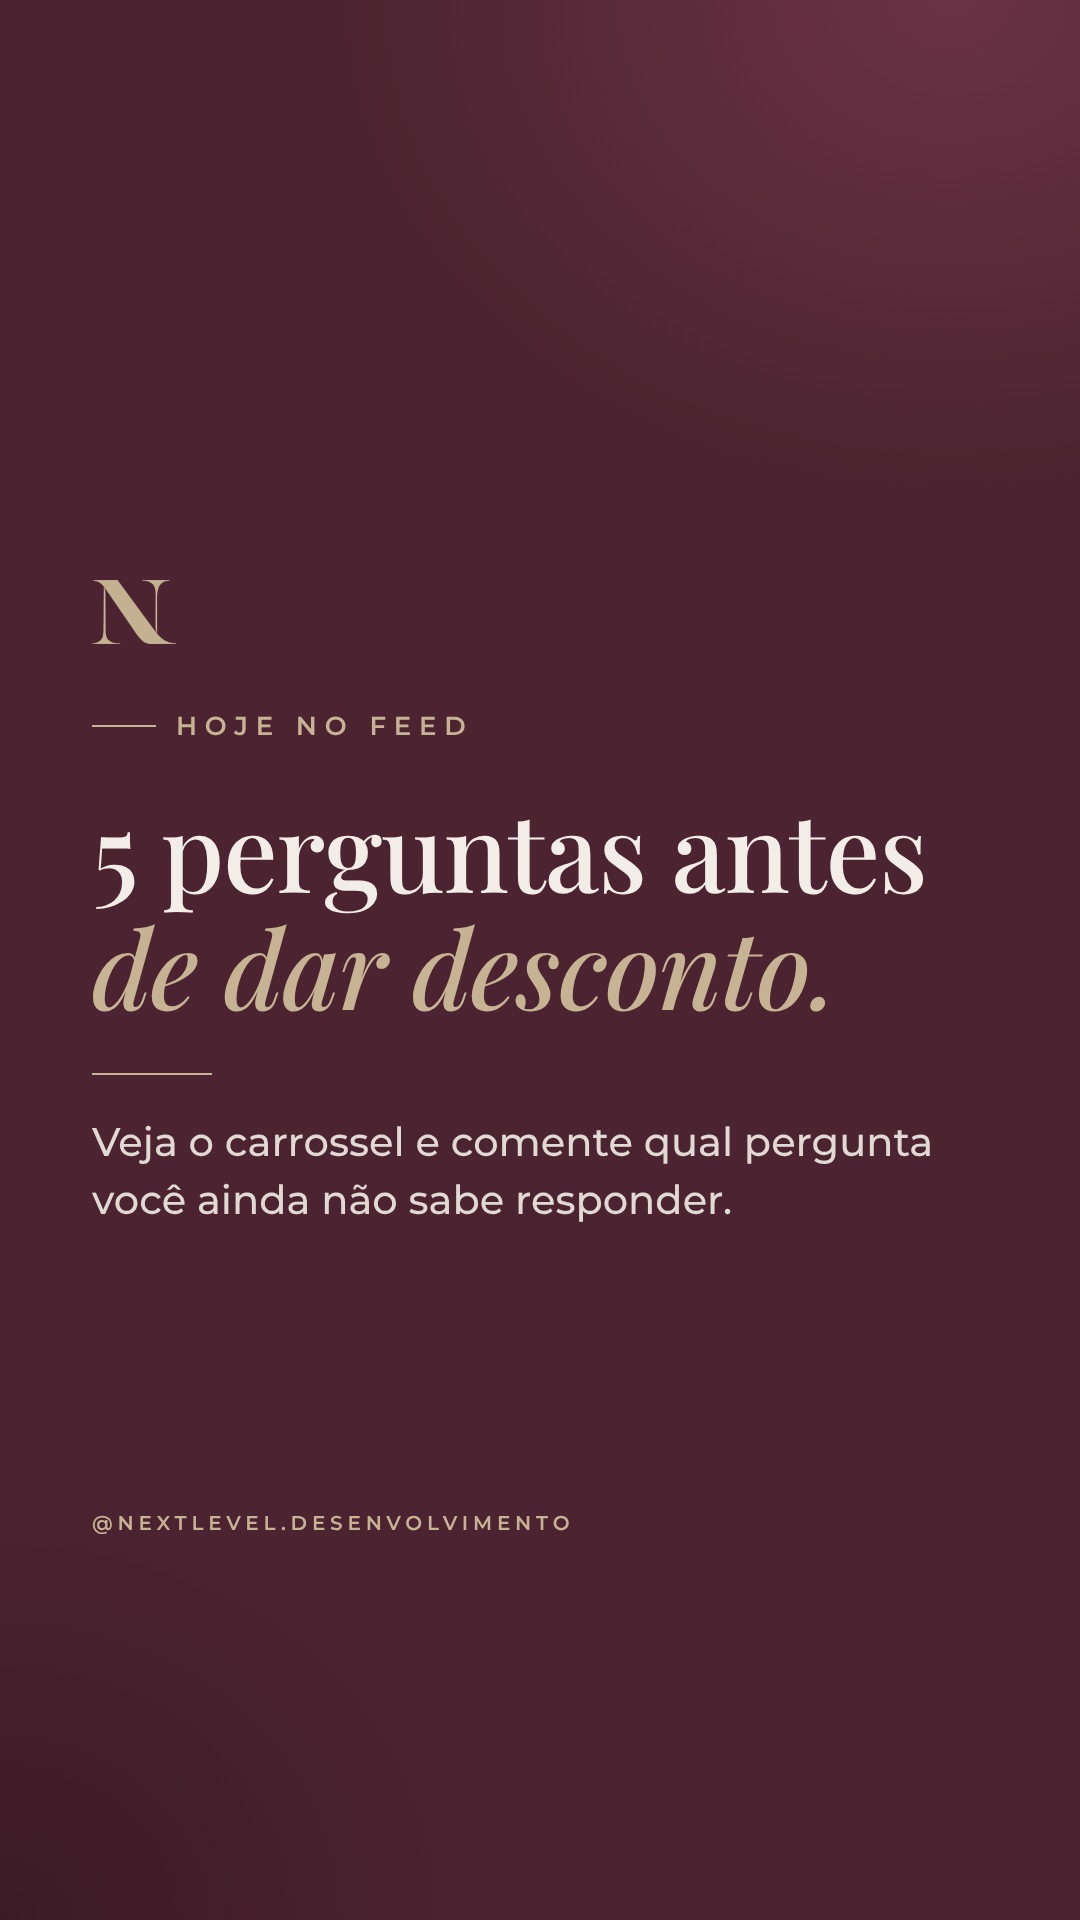 N
HOJE NO FEED
5 perguntas antes
de dar desconto.
Veja o carrossel e comente qual pergunta
você ainda não sabe responder.
@NEXTLEVEL.DESENVOLVIMENTO